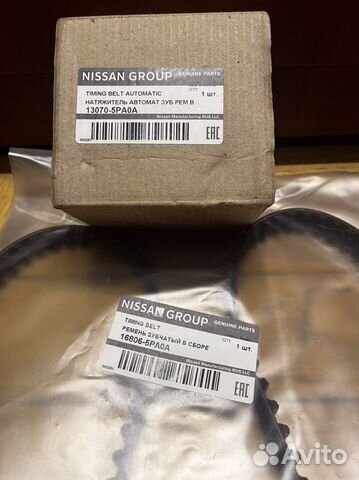 NISSAN GROUP GENUINE PARTS
TIMING BELT AUTOMATIC
QTY
НАТЯЖИТЕЛЬ АВТОМАТ ЗУБ РЕМ В
1 шт.
13070-5PA0A
Nissan Manufacturing RUS LLC
EAC
NISSAN GROUP GENUINE PARTS
TIMING BELT
QTY
РЕМЕНЬ ЗУБЧАТЫЙ В СБОРЕ
1 шт.
16806-5PA0A
Nissan Manufacturing RUS LLC
EAC
Avito